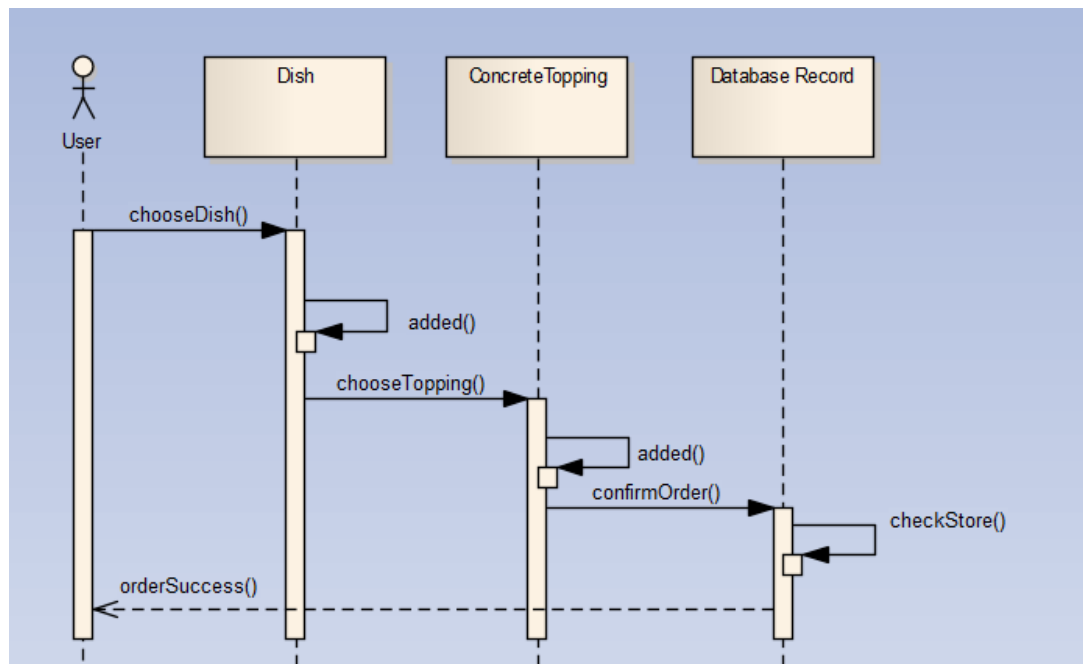 Dish
ConcreteTopping
Database Record
User
chooseDish()
added()
chooseTopping()
added()
confirmOrder()
checkStore()
orderSuccess()